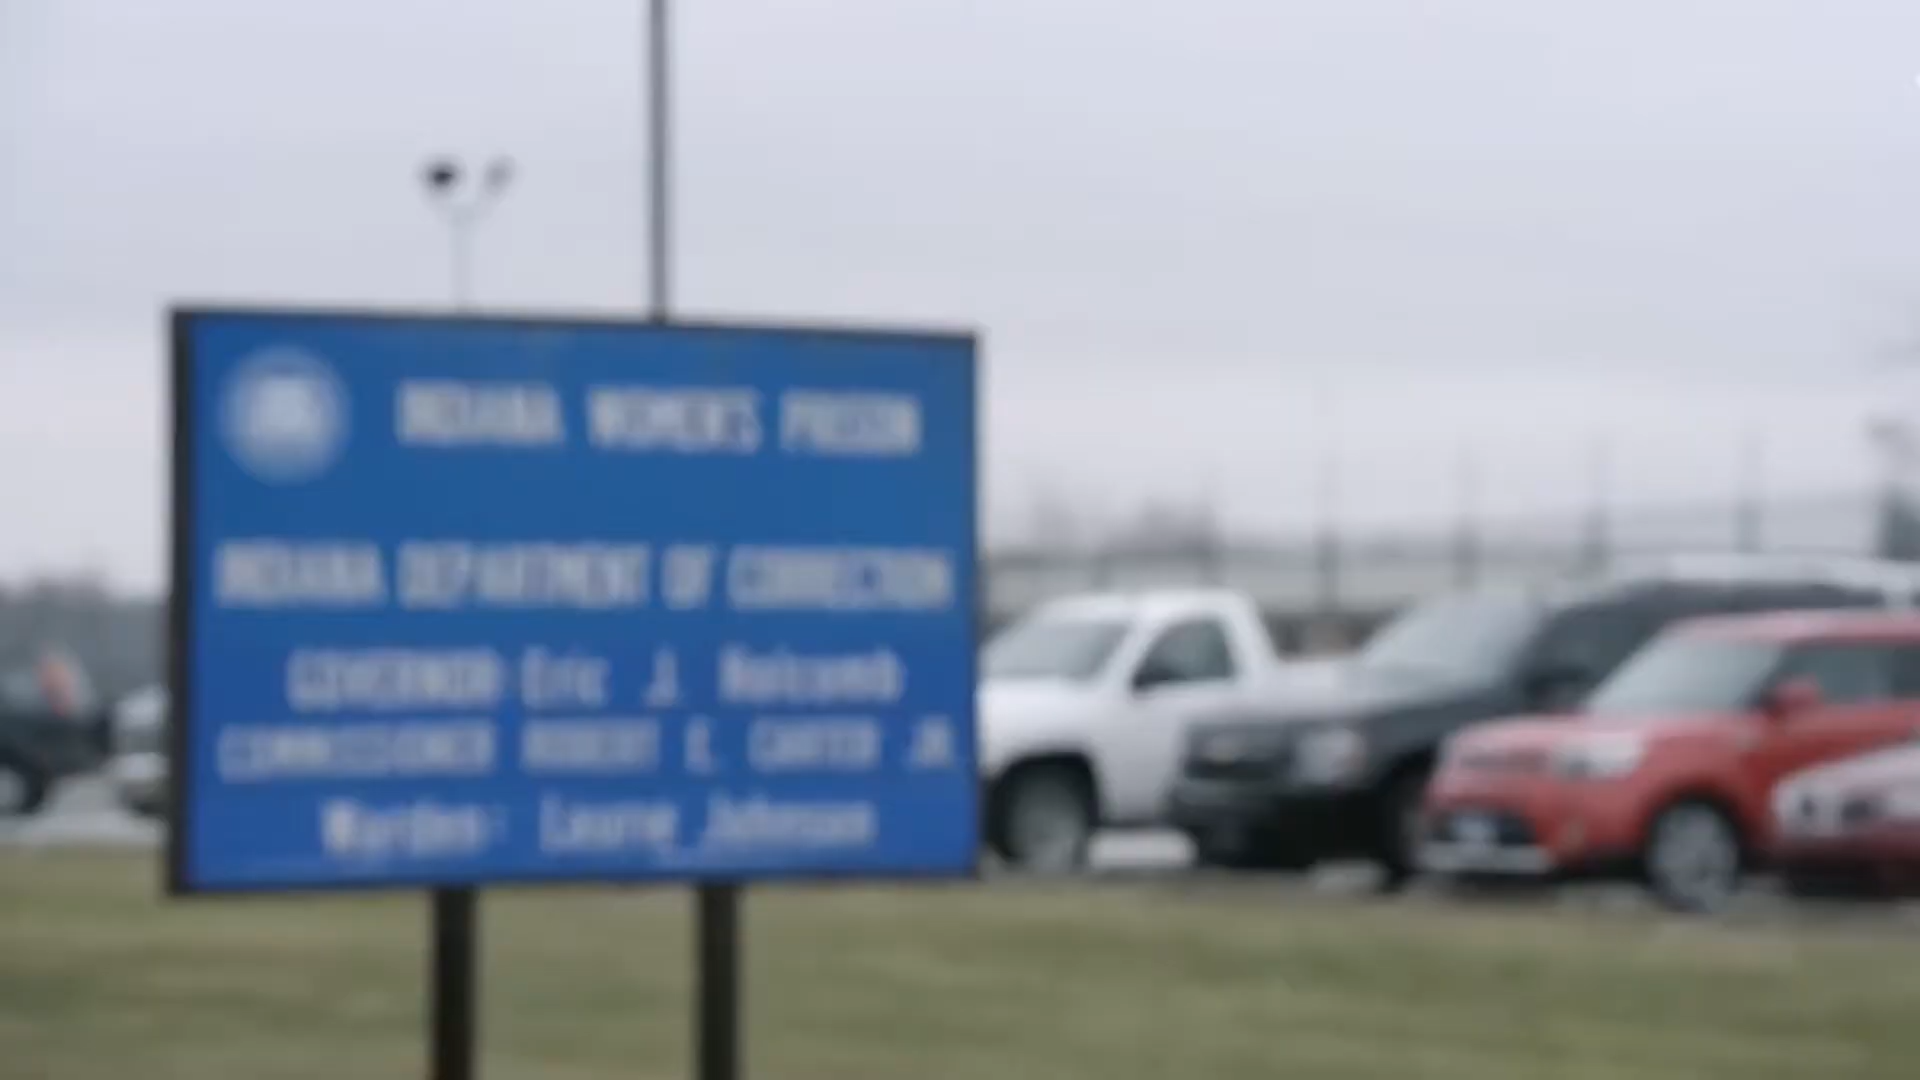 INDIANA WOMEN'S PRISON
INDIANA DEPARTMENT OF CORRECTION
GOVERNOR Eric J. Holcomb
COMMISSIONER ROBERT E. CARTER JR.
Warden: Laurie Johnson